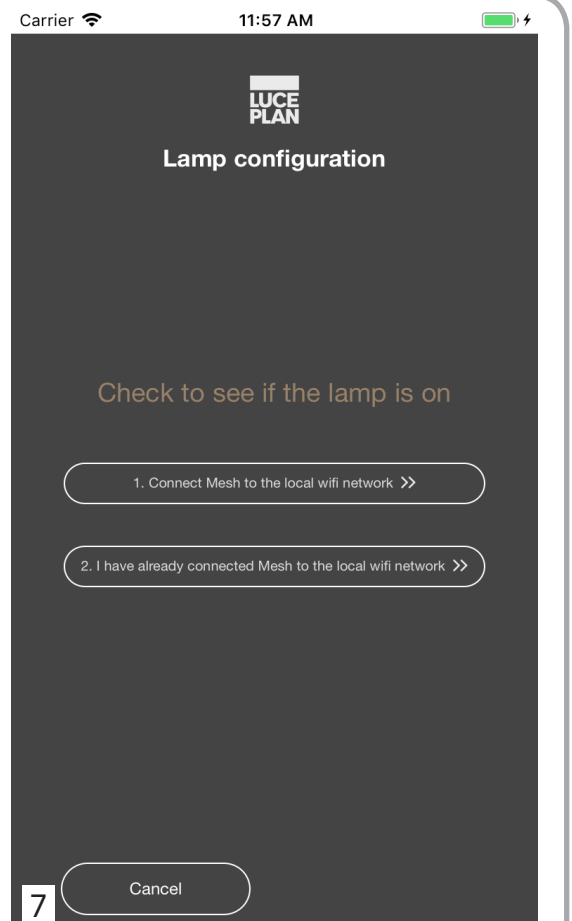 Carrier
11:57 AM
LUCE
PLAN
Lamp configuration
Check to see if the lamp is on
1. Connect Mesh to the local wifi network >>
2. I have already connected Mesh to the local wifi network >>
Cancel
7